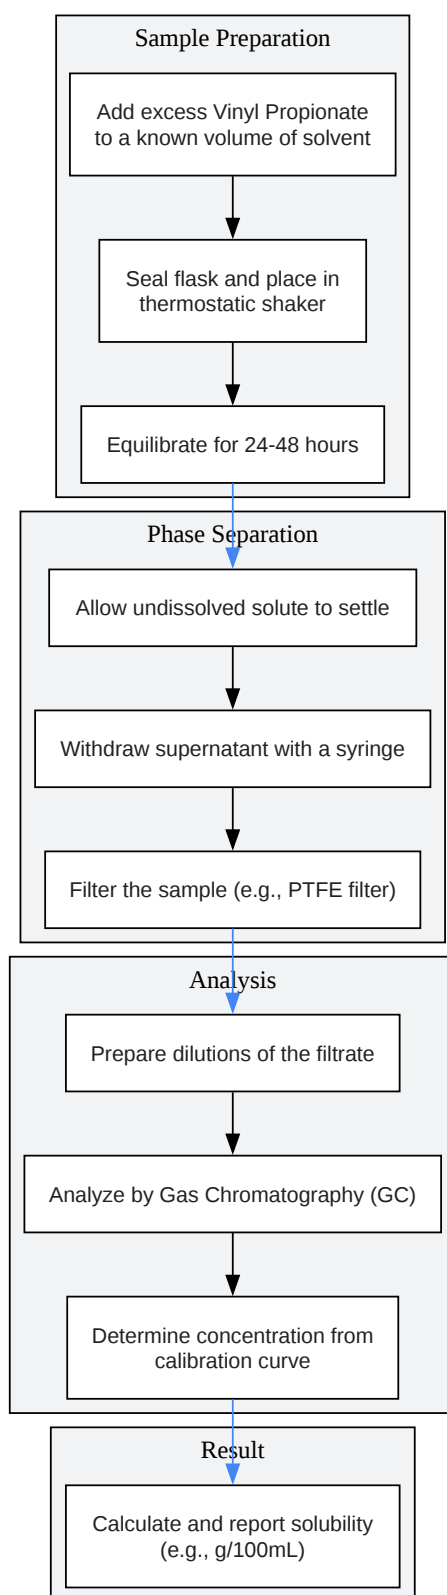 Sample Preparation
Add excess Vinyl Propionate
to a known volume of solvent
Seal flask and place in
thermostatic shaker
Equilibrate for 24-48 hours
Phase Separation
Allow undissolved solute to settle
Withdraw supernatant with a syringe
Filter the sample (e.g., PTFE filter)
Analysis
Prepare dilutions of the filtrate
Analyze by Gas Chromatography (GC)
Determine concentration from
calibration curve
Result
Calculate and report solubility
(e.g., g/100mL)